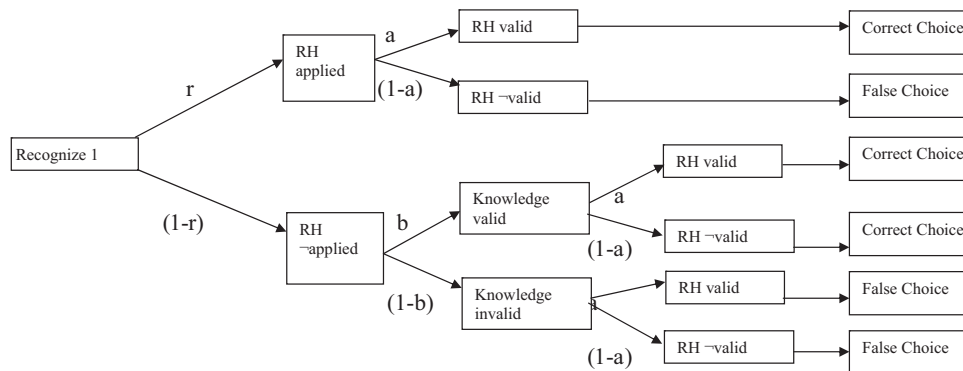 Recognize 1
r
(1-r)
RH
applied
a
(1-a)
RH valid
Correct Choice
RH ¬valid
False Choice
RH
¬applied
b
(1-b)
Knowledge
valid
a
(1-a)
RH valid
Correct Choice
RH ¬valid
Correct Choice
Knowledge
invalid
(1-a)
RH valid
False Choice
RH ¬valid
False Choice